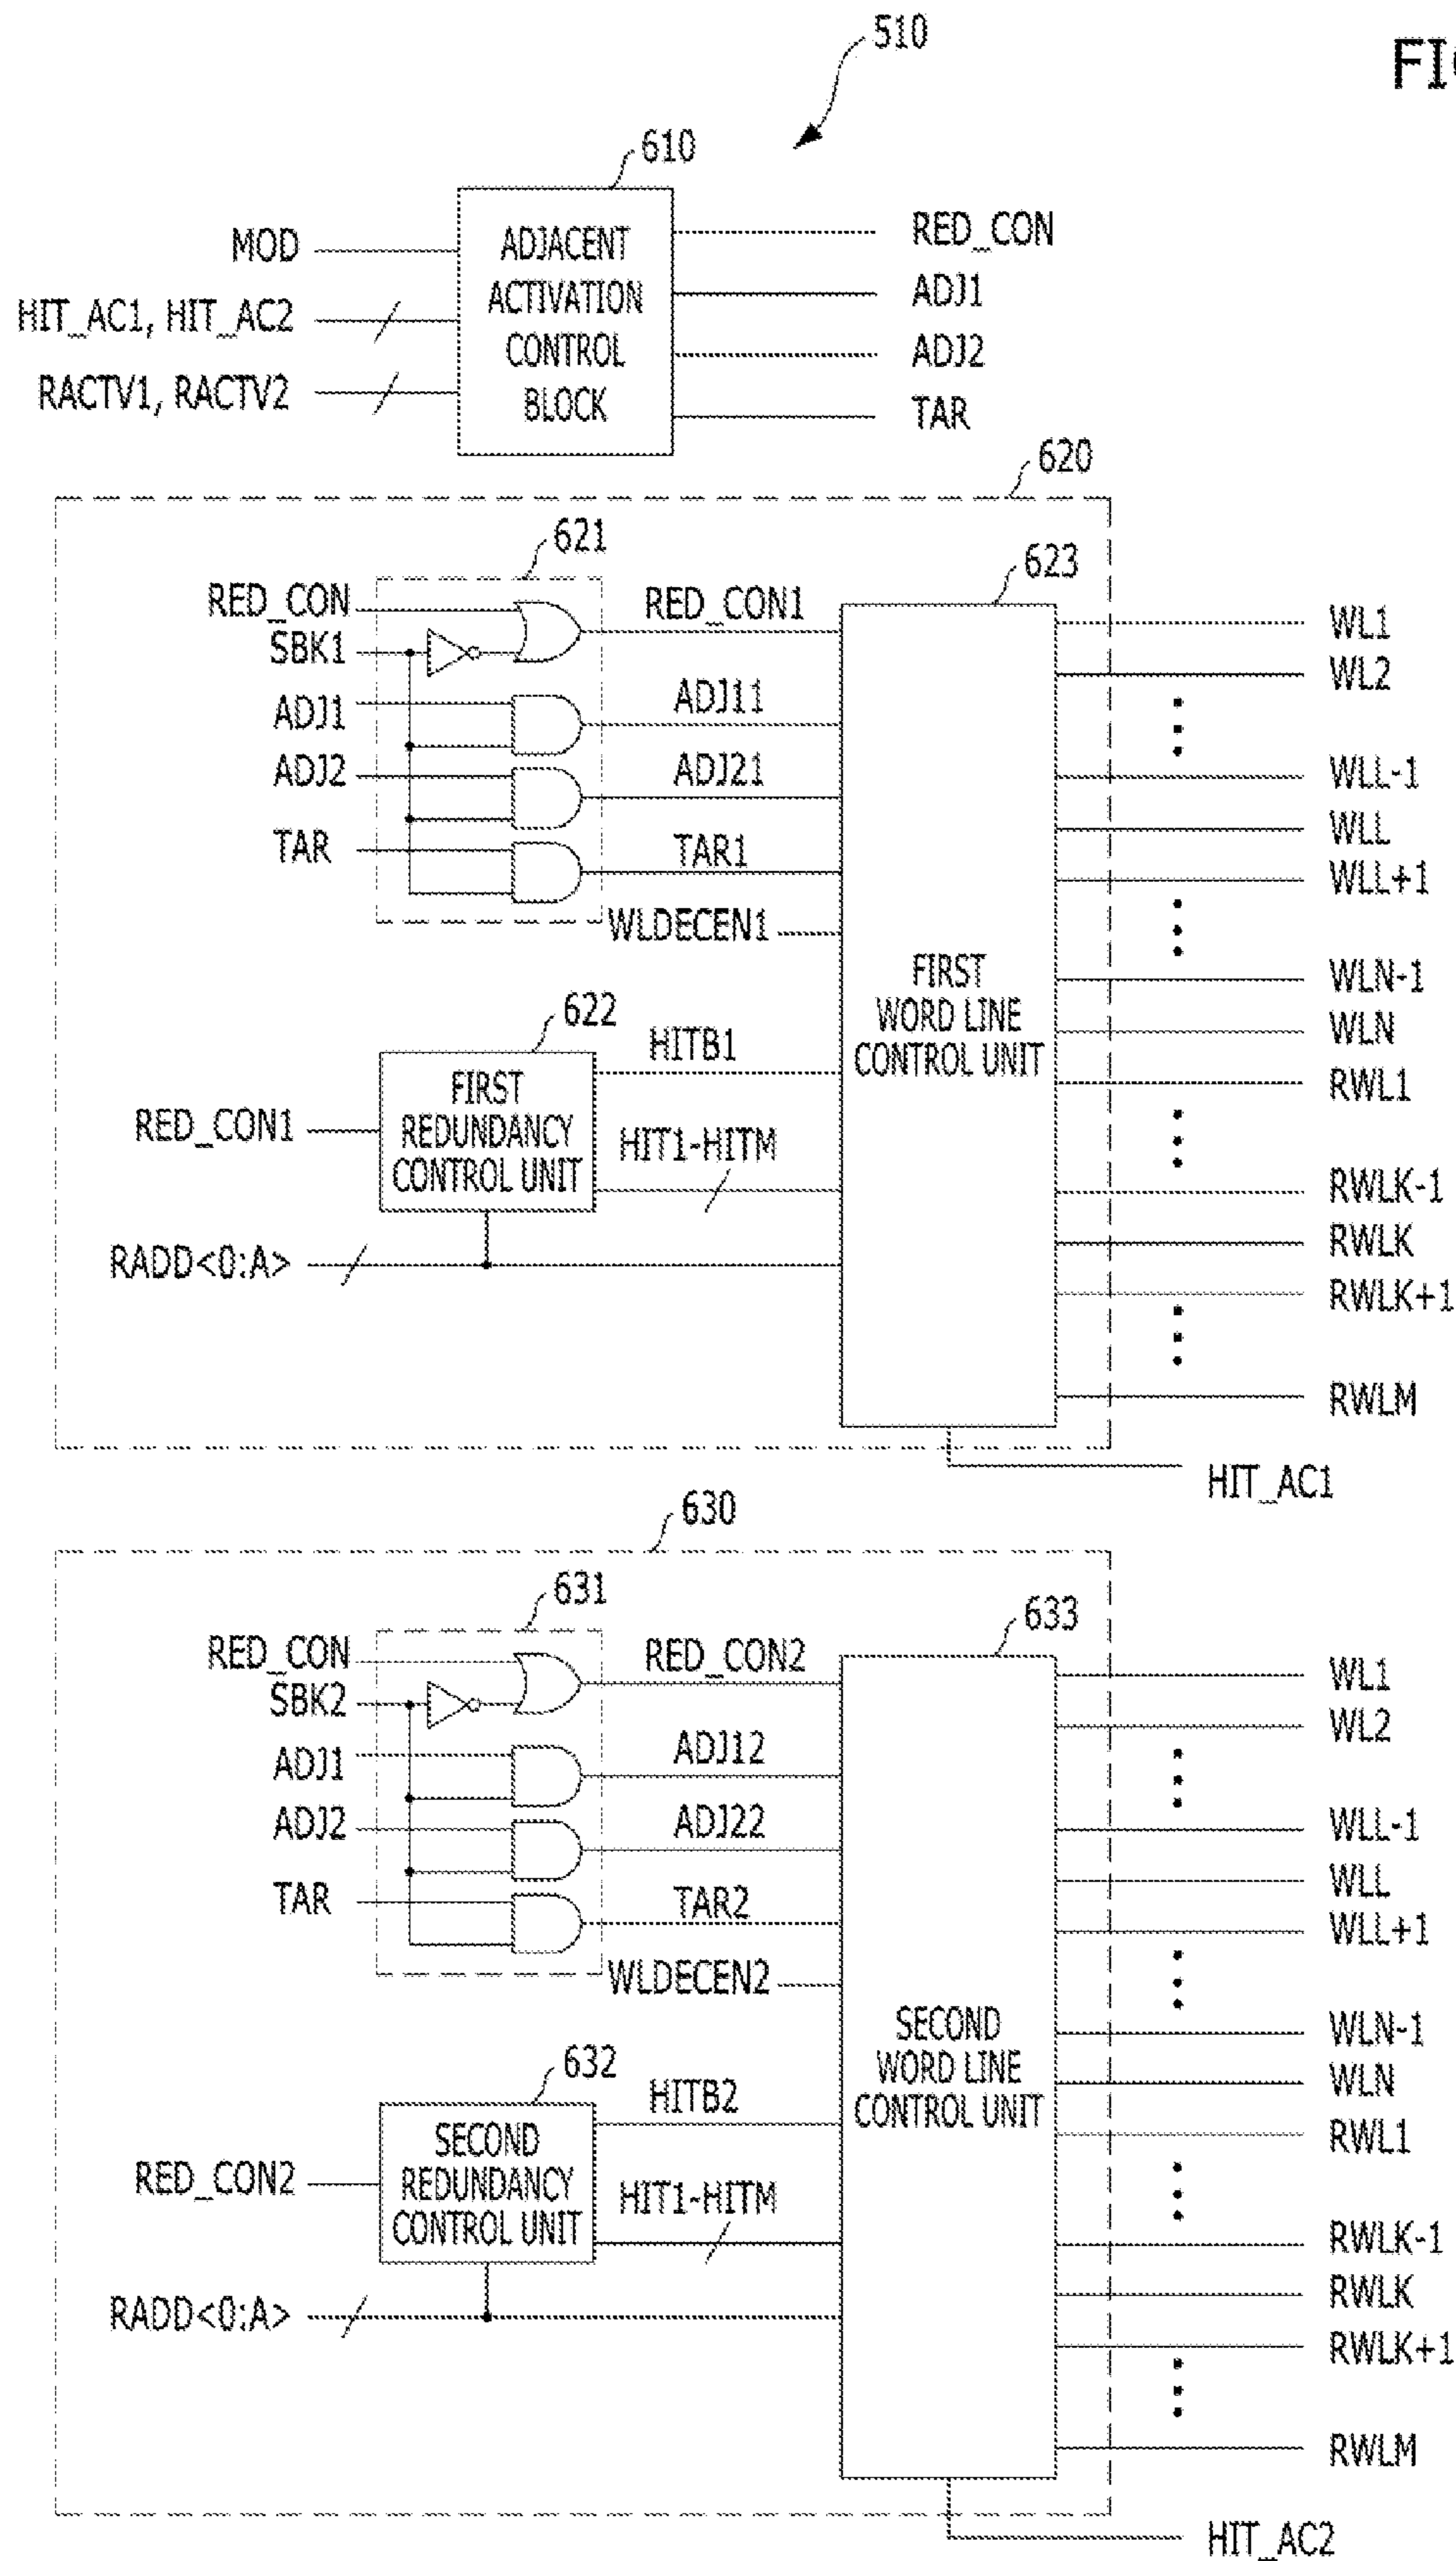 510
FIG
610
MOD
HIT_AC1, HIT_AC2
RACTV1, RACTV2
ADJACENT
ACTIVATION
CONTROL
BLOCK
RED_CON
ADJ1
ADJ2
TAR
620
621
RED_CON
SBK1
ADJ1
ADJ2
TAR
RED_CON1
ADJ11
ADJ21
TAR1
WLDECEN1
622
RED_CON1
FIRST
REDUNDANCY
CONTROL UNIT
HITB1
HIT1-HITM
RADD<0:A>
623
FIRST
WORD LINE
CONTROL UNIT
WL1
WL2
WLL-1
WLL
WLL+1
WLN-1
WLN
RWL1
RWLK-1
RWLK
RWLK+1
RWLM
HIT_AC1
630
631
RED_CON
SBK2
ADJ1
ADJ2
TAR
RED_CON2
ADJ12
ADJ22
TAR2
WLDECEN2
632
RED_CON2
SECOND
REDUNDANCY
CONTROL UNIT
HITB2
HIT1-HITM
RADD<0:A>
633
SECOND
WORD LINE
CONTROL UNIT
WL1
WL2
WLL-1
WLL
WLL+1
WLN-1
WLN
RWL1
RWLK-1
RWLK
RWLK+1
RWLM
HIT_AC2